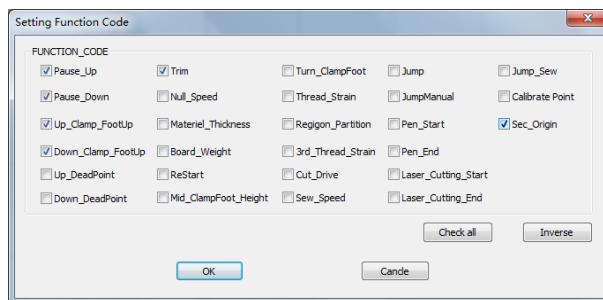 Setting Function Code
FUNCTION_CODE
Pause_Up Trim Turn_ClampFoot Jump Jump_Sew
Pause_Down Null_Speed Thread_Strain JumpManual Calibrate Point
Up_Clamp_FootUp Materiel_Thickness Regigon_Partition Pen_Start Sec_Origin
Down_Clamp_FootUp Board_Weight 3rd_Thread_Strain Pen_End
Up_DeadPoint ReStart Cut_Drive Laser_Cutting_Start
Down_DeadPoint Mid_ClampFoot_Height Sew_Speed Laser_Cutting_End
Check all Inverse
OK Cancle